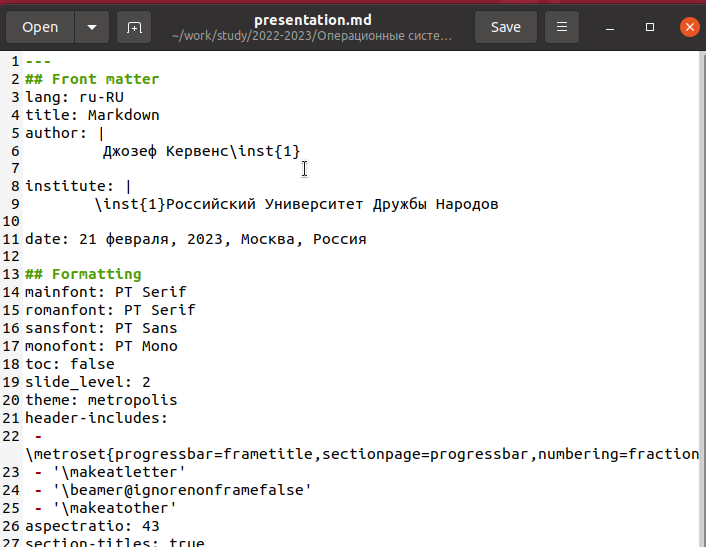 Open
presentation.md
~/work/study/2022-2023/Операционные систе…
Save
1 ---
2 ## Front matter
3 lang: ru-RU
4 title: Markdown
5 author: |
6 Джозеф Кервенс\inst{1}
7
8 institute: |
9 \inst{1}Российский Университет Дружбы Народов
10
11 date: 21 февраля, 2023, Москва, Россия
12
13 ## Formatting
14 mainfont: PT Serif
15 romanfont: PT Serif
16 sansfont: PT Sans
17 monofont: PT Mono
18 toc: false
19 slide_level: 2
20 theme: metropolis
21 header-includes:
22 -
\metroset{progressbar=frametitle,sectionpage=progressbar,numbering=fraction
23 - '\makeatletter'
24 - '\beamer@ignorenonframefalse'
25 - '\makeatother'
26 aspectratio: 43
27 section-titles: true